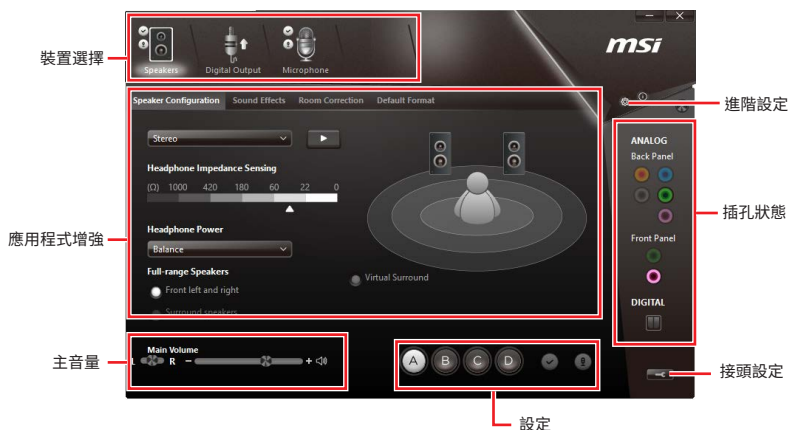 msi
裝置選擇
Speakers
Digital Output
Microphone
進階設定
Speaker Configuration
Sound Effects
Room Correction
Default Format
Stereo
Headphone Impedance Sensing
(Ω) 1000 420 180 60 22 0
Headphone Power
Balance
Full-range Speakers
Front left and right
Surround speakers
Virtual Surround
應用程式增強
ANALOG
Back Panel
Front Panel
DIGITAL
插孔狀態
主音量
Main Volume
L R - +
A B C D
設定
接頭設定